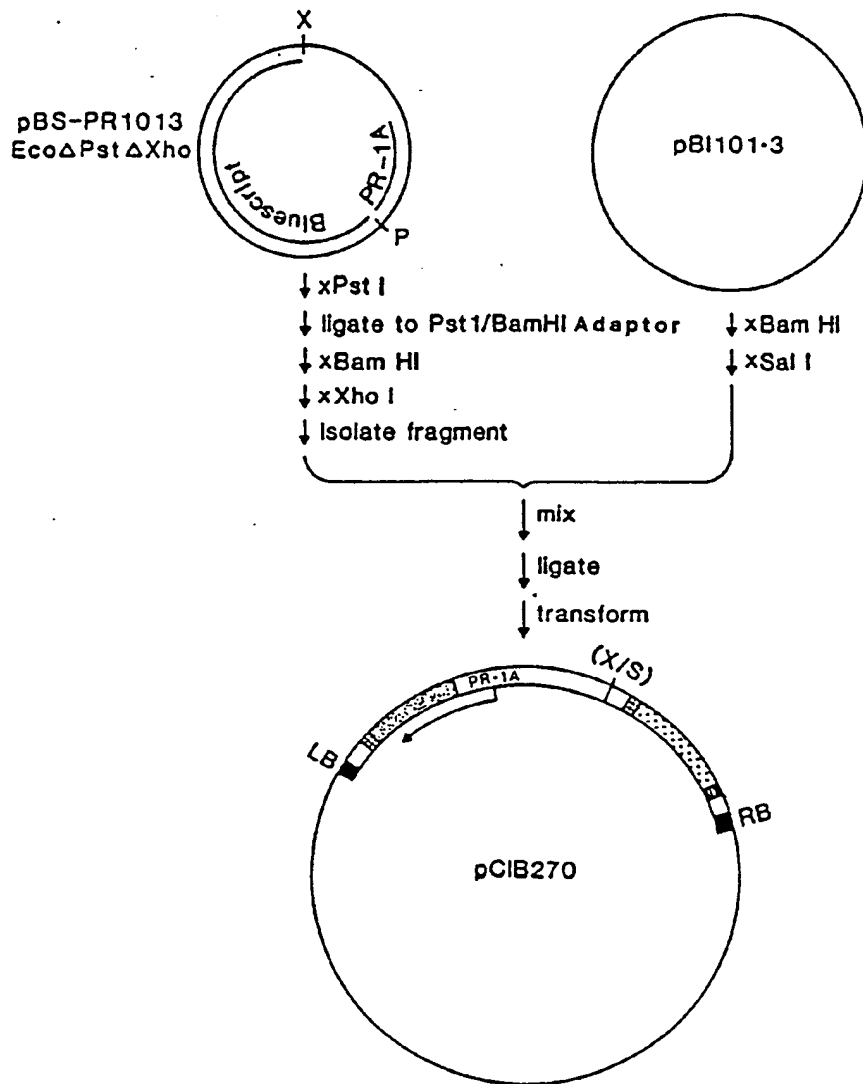 X
pBS-PR1013
EcoΔPstΔXho
PR-1A
Bluescript
P
pBI101·3
xPst I
ligate to Pst1/BamHI Adaptor
xBam HI
xXho I
Isolate fragment
xBam HI
xSal I
mix
ligate
transform
(X/S)
PR-1A
LB
RB
pCIB270